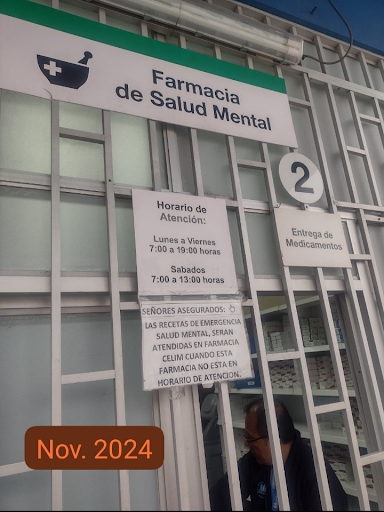 Farmacia
de Salud Mental
2
Entrega de
Medicamentos
Horario de
Atención:
Lunes a Viernes
7:00 a 19:00 horas
Sabados
7:00 a 13:00 horas
SEÑORES ASEGURADOS:
LAS RECETAS DE EMERGENCIA
SALUD MENTAL, SERAN
ATENDIDAS EN FARMACIA
CEUM CUANDO ESTA
FARMACIA NO ESTA EN
HORARIO DE ATENCION.
Nov. 2024